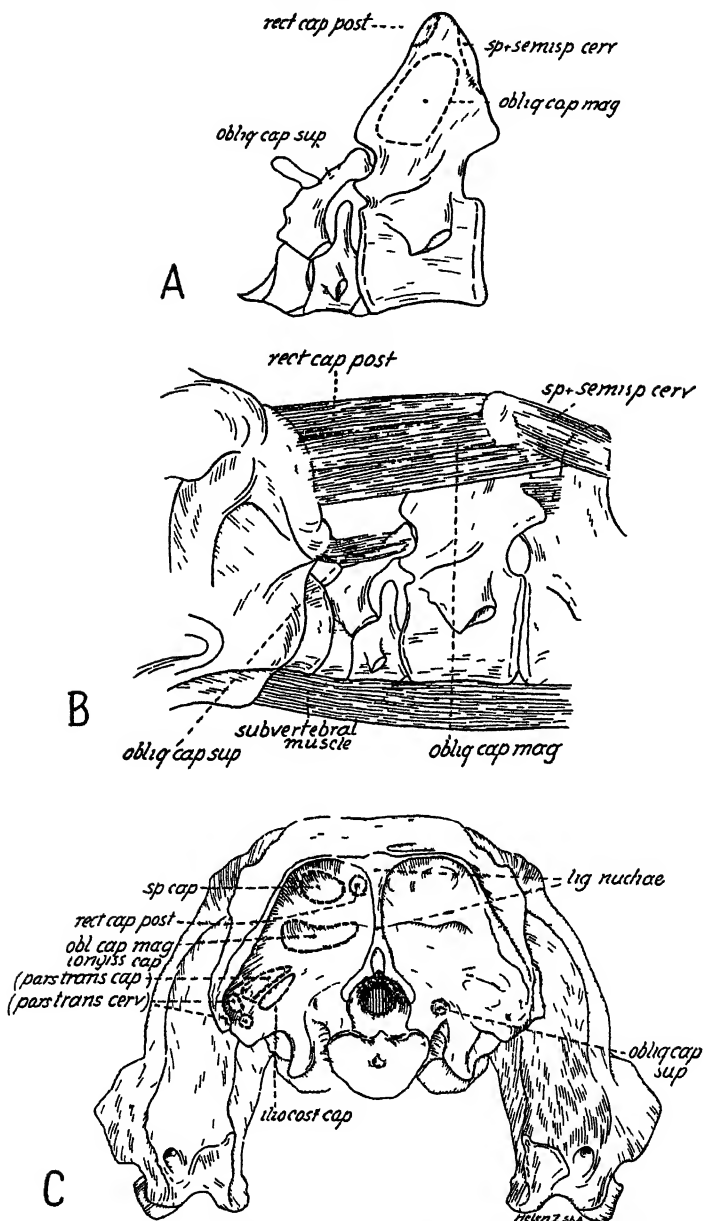 rect cap post
sp+semisp cerv
obliq cap mag
obliq cap sup
A
rect cap post
sp+semisp cerv
B
subvertebral
muscle
obliq cap sup
obliq cap mag
sp cap
lig nuchae
rect cap post
obl cap mag
longiss cap
(pars trans cap)
(pars trans cerv)
obliq cap
sup
iliocost cap
C